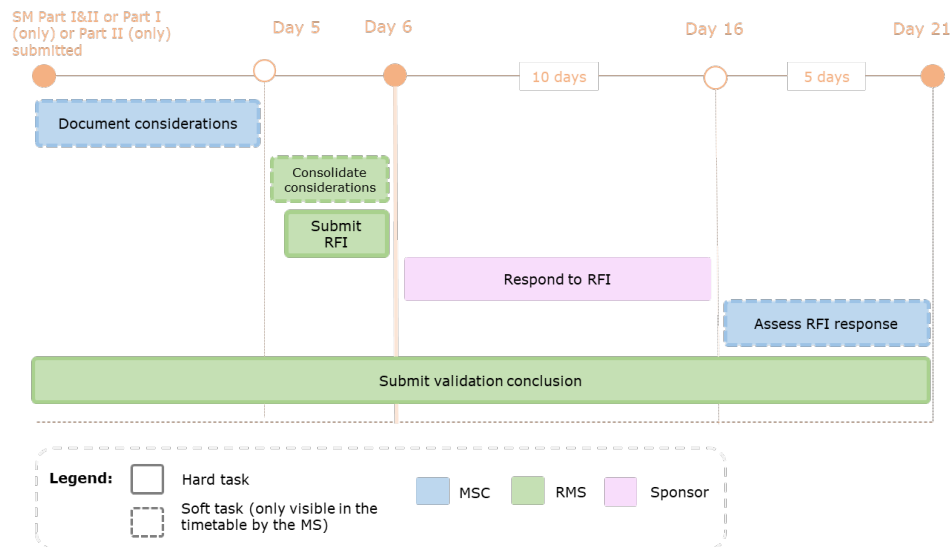 SM Part I&II or Part I
(only) or Part II (only)
submitted
Day 5
Day 6
Day 16
Day 21
10 days
5 days
Document considerations
Consolidate
considerations
Submit
RFI
Respond to RFI
Assess RFI response
Submit validation conclusion
Legend:
Hard task
Soft task (only visible in the
timetable by the MS)
MSC
RMS
Sponsor